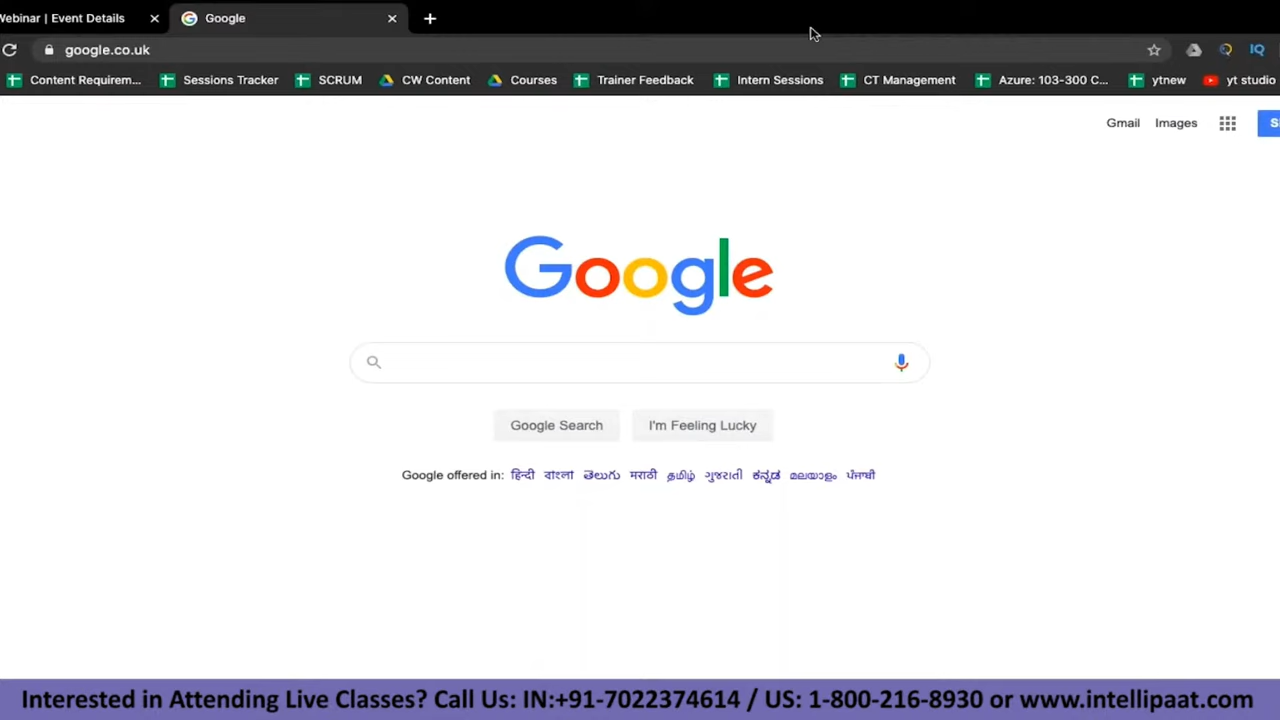 Webinar | Event Details Google
google.co.uk
Content Requirem... Sessions Tracker SCRUM CW Content Courses Trainer Feedback Intern Sessions CT Management Azure: 103-300 C... ytnew yt studio
Gmail Images
Google
Google Search I'm Feeling Lucky
Google offered in: हिन्दी বাংলা తెలుగు मराठी தமிழ் ગુજરાતી ಕನ್ನಡ മലയാളം ਪੰਜਾਬੀ
Interested in Attending Live Classes? Call Us: IN:+91-7022374614 / US: 1-800-216-8930 or www.intellipaat.com